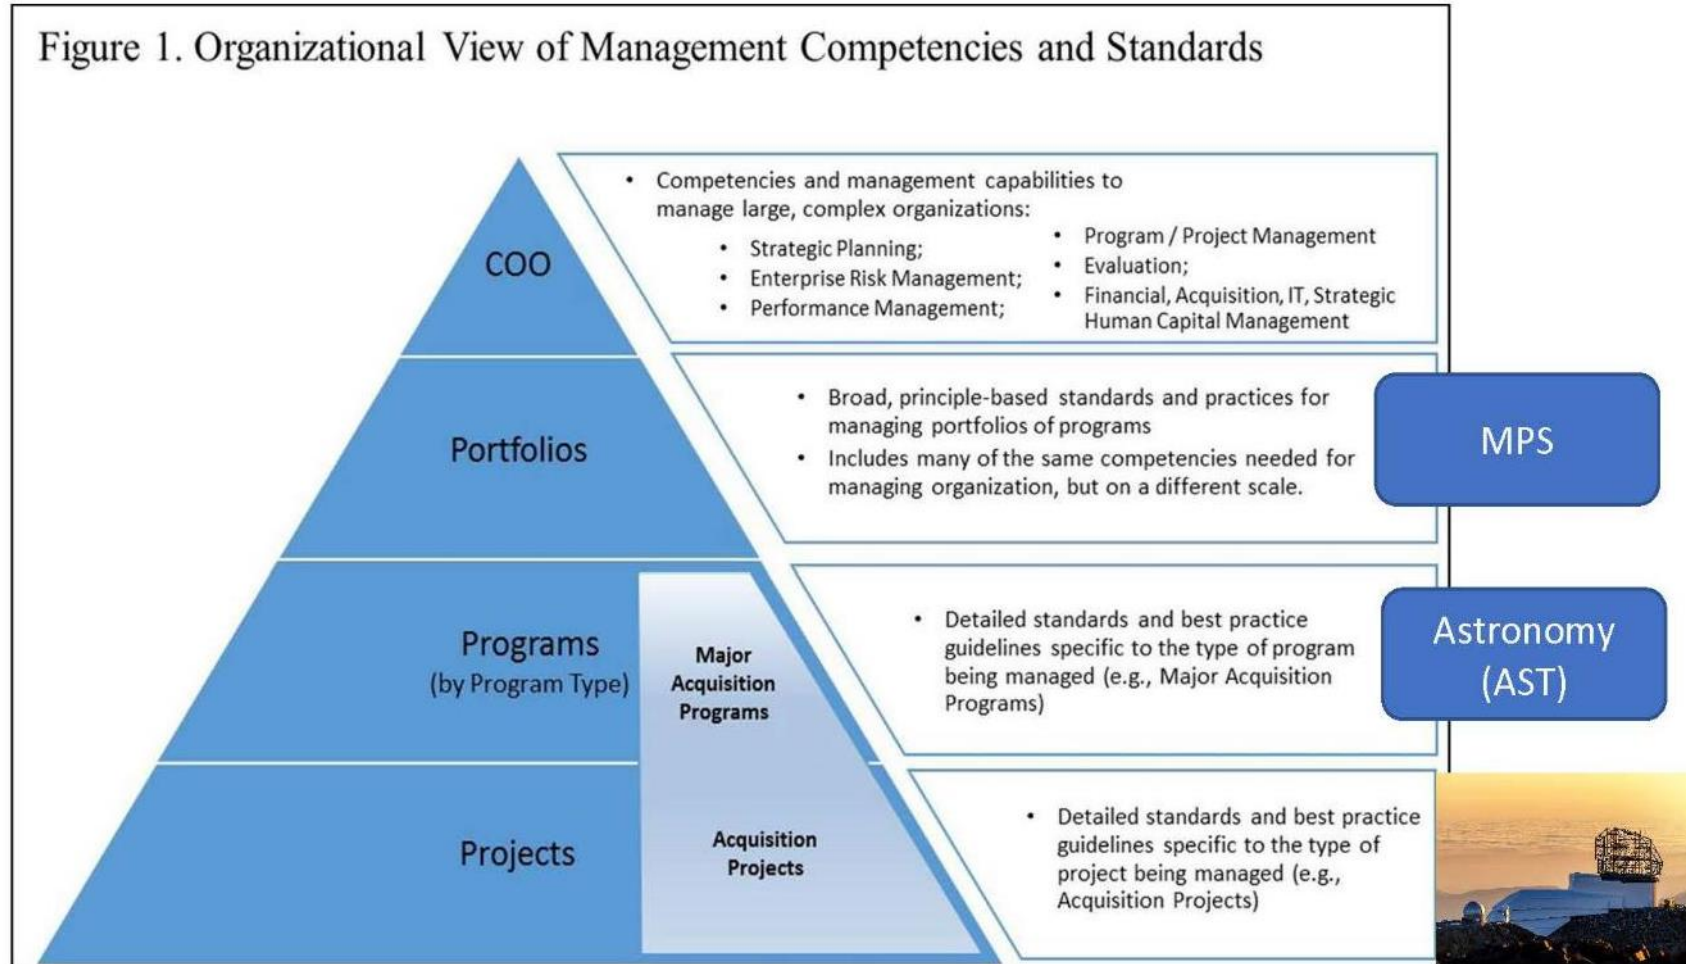 Figure 1. Organizational View of Management Competencies and Standards
COO
• Competencies and management capabilities to
manage large, complex organizations:
• Strategic Planning;
• Enterprise Risk Management;
• Performance Management;
• Program / Project Management
• Evaluation;
• Financial, Acquisition, IT, Strategic
Human Capital Management
Portfolios
• Broad, principle-based standards and practices for
managing portfolios of programs
• Includes many of the same competencies needed for
managing organization, but on a different scale.
MPS
Programs
(by Program Type)
Major
Acquisition
Programs
• Detailed standards and best practice
guidelines specific to the type of program
being managed (e.g., Major Acquisition
Programs)
Astronomy
(AST)
Projects
Acquisition
Projects
• Detailed standards and best practice
guidelines specific to the type of
project being managed (e.g.,
Acquisition Projects)